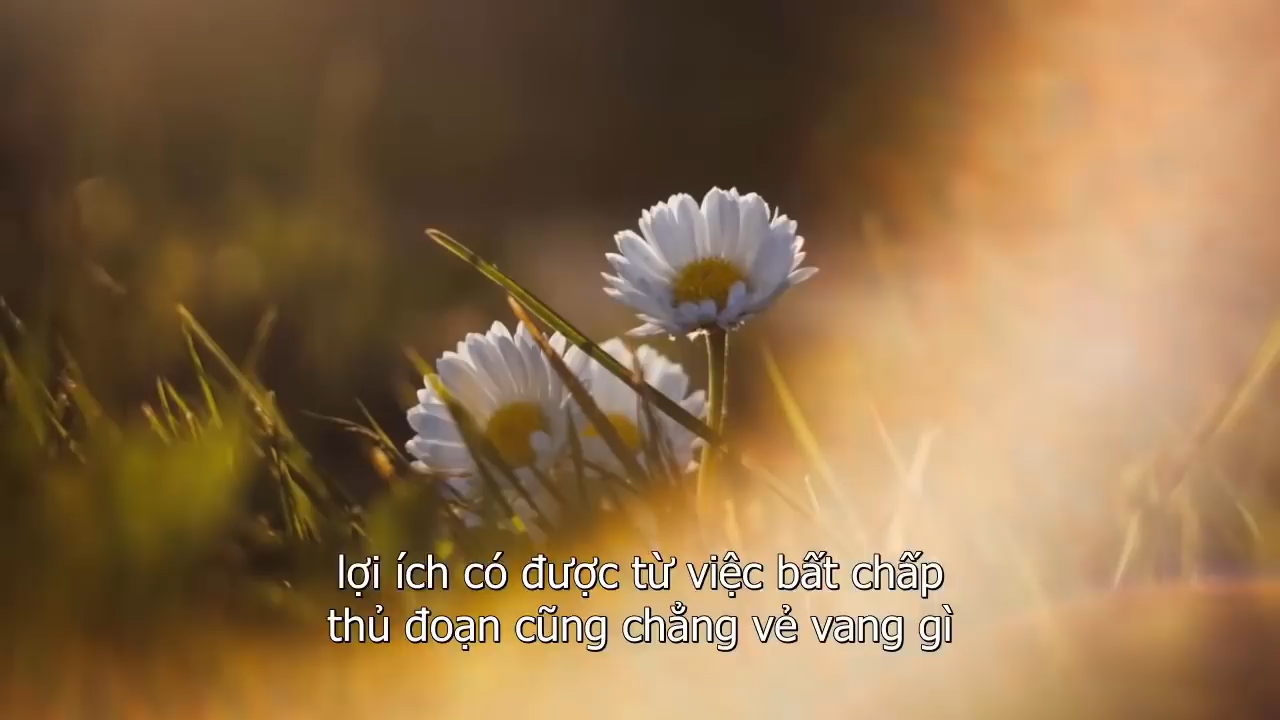 lợi ích có được từ việc bất chấp
thủ đoạn cũng chẳng vẻ vang gì